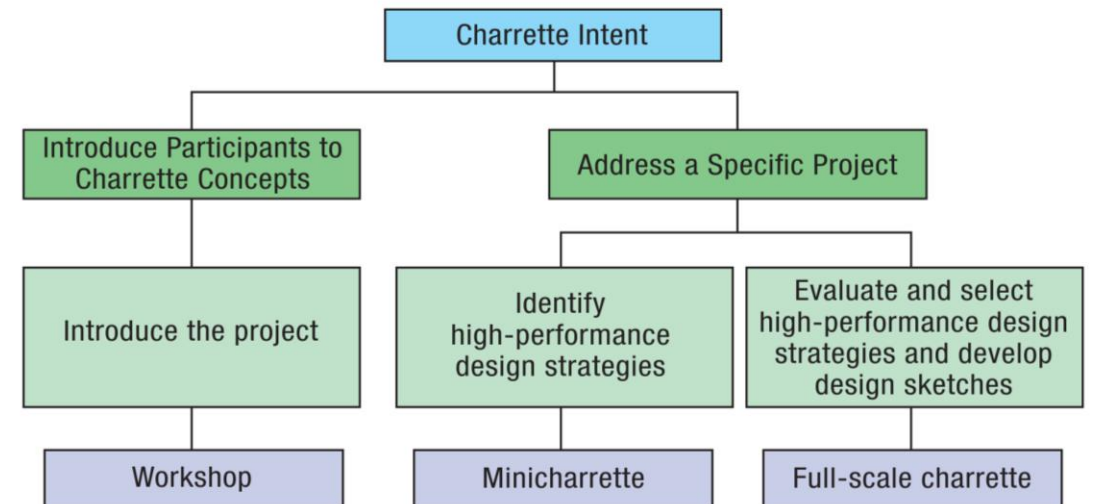 Charrette Intent
Introduce Participants to
Charrette Concepts
Address a Specific Project
Introduce the project
Identify
high-performance
design strategies
Evaluate and select
high-performance design
strategies and develop
design sketches
Workshop
Minicharrette
Full-scale charrette